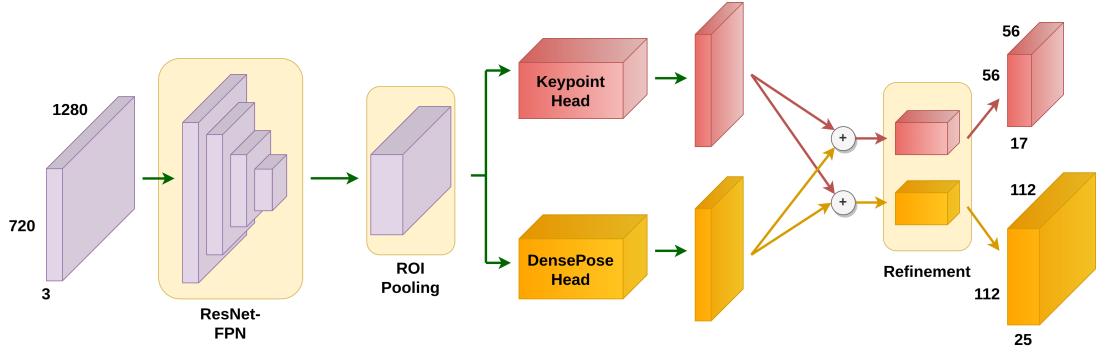 1280
720
3
ResNet-
FPN
ROI
Pooling
Keypoint
Head
DensePose
Head
+
+
Refinement
56
56
17
112
112
25